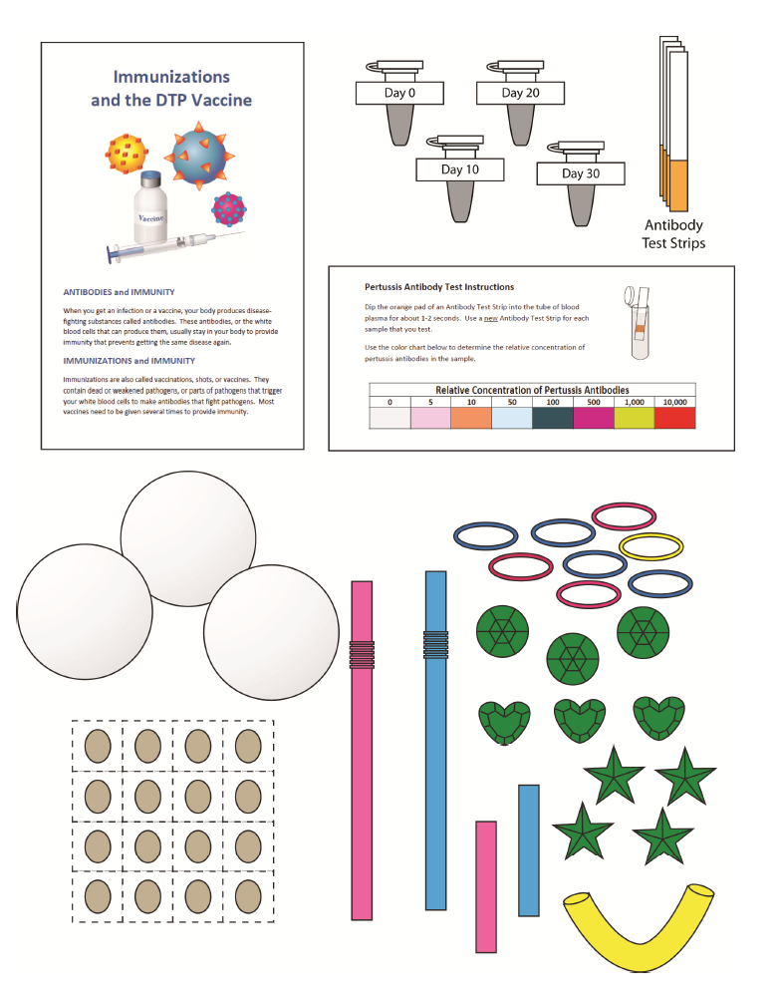 Immunizations
and the DTP Vaccine
Vaccine
ANTIBODIES and IMMUNITY
When you get an infection or a vaccine, your body produces disease-
fighting substances called antibodies. These antibodies, or the white
blood cells that can produce them, usually stay in your body to provide
immunity that prevents getting the same disease again.
IMMUNIZATIONS and IMMUNITY
Immunizations are also called vaccinations, shots, or vaccines. They
contain dead or weakened pathogens, or parts of pathogens that trigger
your white blood cells to make antibodies that fight pathogens. Most
vaccines need to be given several times to provide immunity.
Day 0
Day 20
Day 10
Day 30
Antibody
Test Strips
Pertussis Antibody Test Instructions
Dip the orange pad of an Antibody Test Strip into the tube of blood
plasma for about 1-2 seconds. Use a new Antibody Test Strip for each
sample that you test.
Use the color chart below to determine the relative concentration of
pertussis antibodies in the sample.
Relative Concentration of Pertussis Antibodies
0 5 10 50 100 500 1,000 10,000